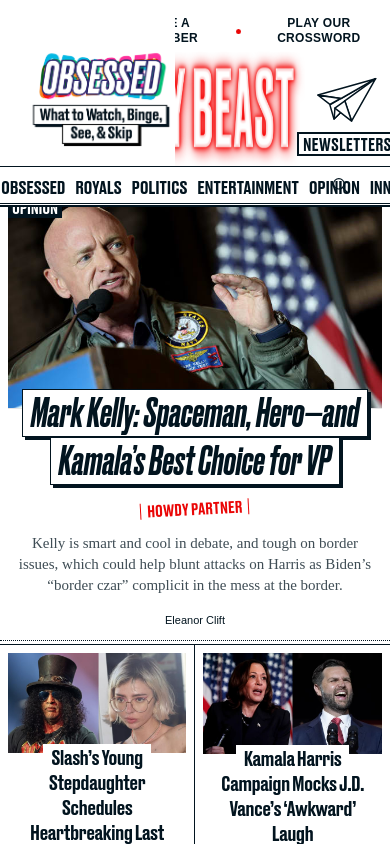 E A
BER
PLAY OUR
CROSSWORD
OBSESSED
What to Watch, Binge,
See, & Skip
Y BEAST
NEWSLETTERS
OBSESSED ROYALS POLITICS ENTERTAINMENT OPINION INN
OPINION
Mark Kelly: Spaceman, Hero—and
Kamala's Best Choice for VP
| HOWDY PARTNER |
Kelly is smart and cool in debate, and tough on border
issues, which could help blunt attacks on Harris as Biden's
“border czar” complicit in the mess at the border.
Eleanor Clift
Slash's Young
Stepdaughter
Schedules
Heartbreaking Last
Kamala Harris
Campaign Mocks J.D.
Vance's ‘Awkward’
Laugh